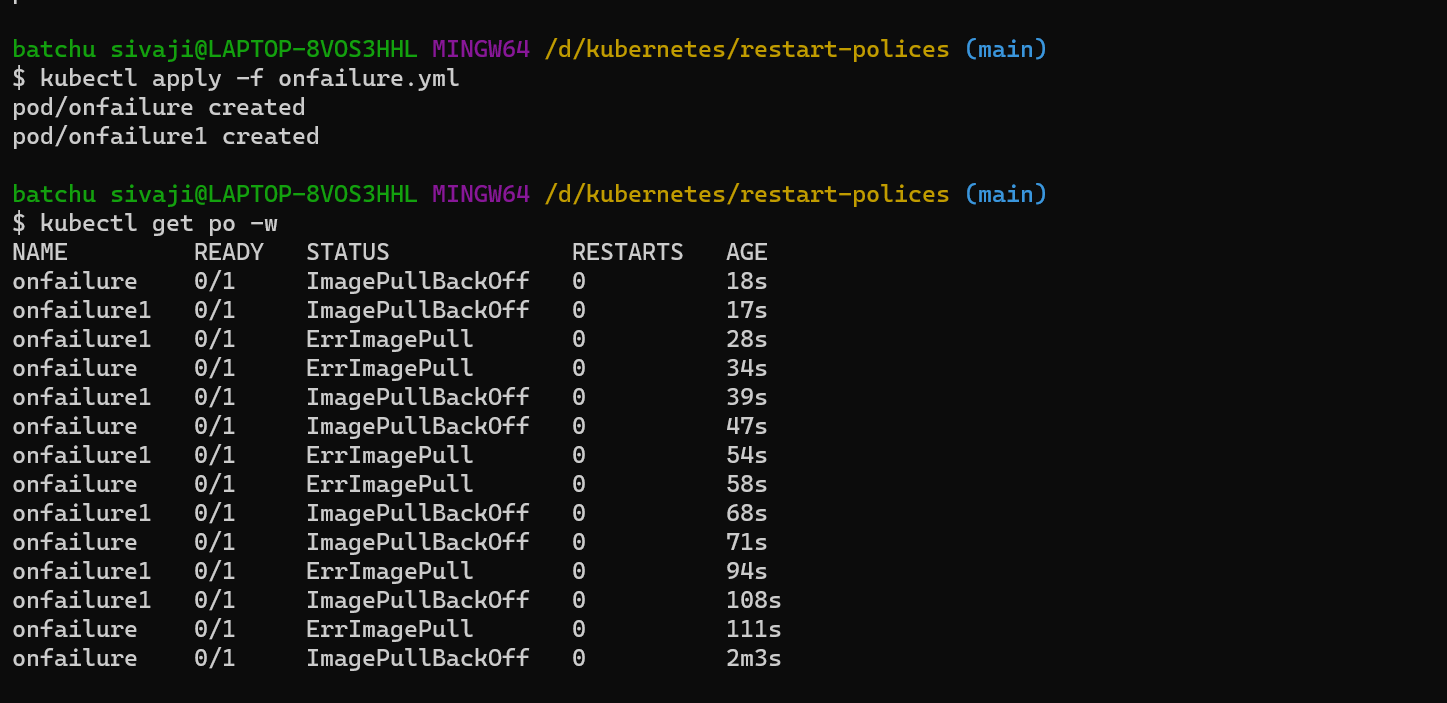 batchu sivaji@LAPTOP-8VOS3HHL MINGW64 /d/kubernetes/restart-polices (main)
$ kubectl apply -f onfailure.yml
pod/onfailure created
pod/onfailure1 created
batchu sivaji@LAPTOP-8VOS3HHL MINGW64 /d/kubernetes/restart-polices (main)
$ kubectl get po -w
NAME         READY   STATUS             RESTARTS   AGE
onfailure    0/1     ImagePullBackOff   0          18s
onfailure1   0/1     ImagePullBackOff   0          17s
onfailure1   0/1     ErrImagePull       0          28s
onfailure    0/1     ErrImagePull       0          34s
onfailure1   0/1     ImagePullBackOff   0          39s
onfailure    0/1     ImagePullBackOff   0          47s
onfailure1   0/1     ErrImagePull       0          54s
onfailure    0/1     ErrImagePull       0          58s
onfailure1   0/1     ImagePullBackOff   0          68s
onfailure    0/1     ImagePullBackOff   0          71s
onfailure1   0/1     ErrImagePull       0          94s
onfailure1   0/1     ImagePullBackOff   0          108s
onfailure    0/1     ErrImagePull       0          111s
onfailure    0/1     ImagePullBackOff   0          2m3s